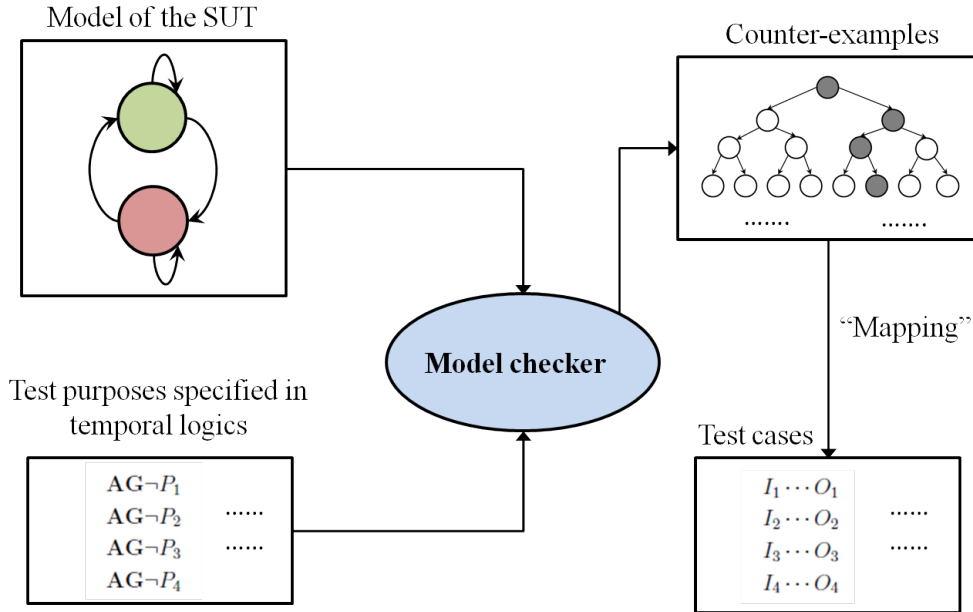 Model of the SUT
Counter-examples
.......
.......
Model checker
“Mapping”
Test purposes specified in
temporal logics
AG¬P₁
AG¬P₂ ......
AG¬P₃ ......
AG¬P₄
Test cases
I₁ ⋯ O₁
I₂ ⋯ O₂ ......
I₃ ⋯ O₃ ......
I₄ ⋯ O₄